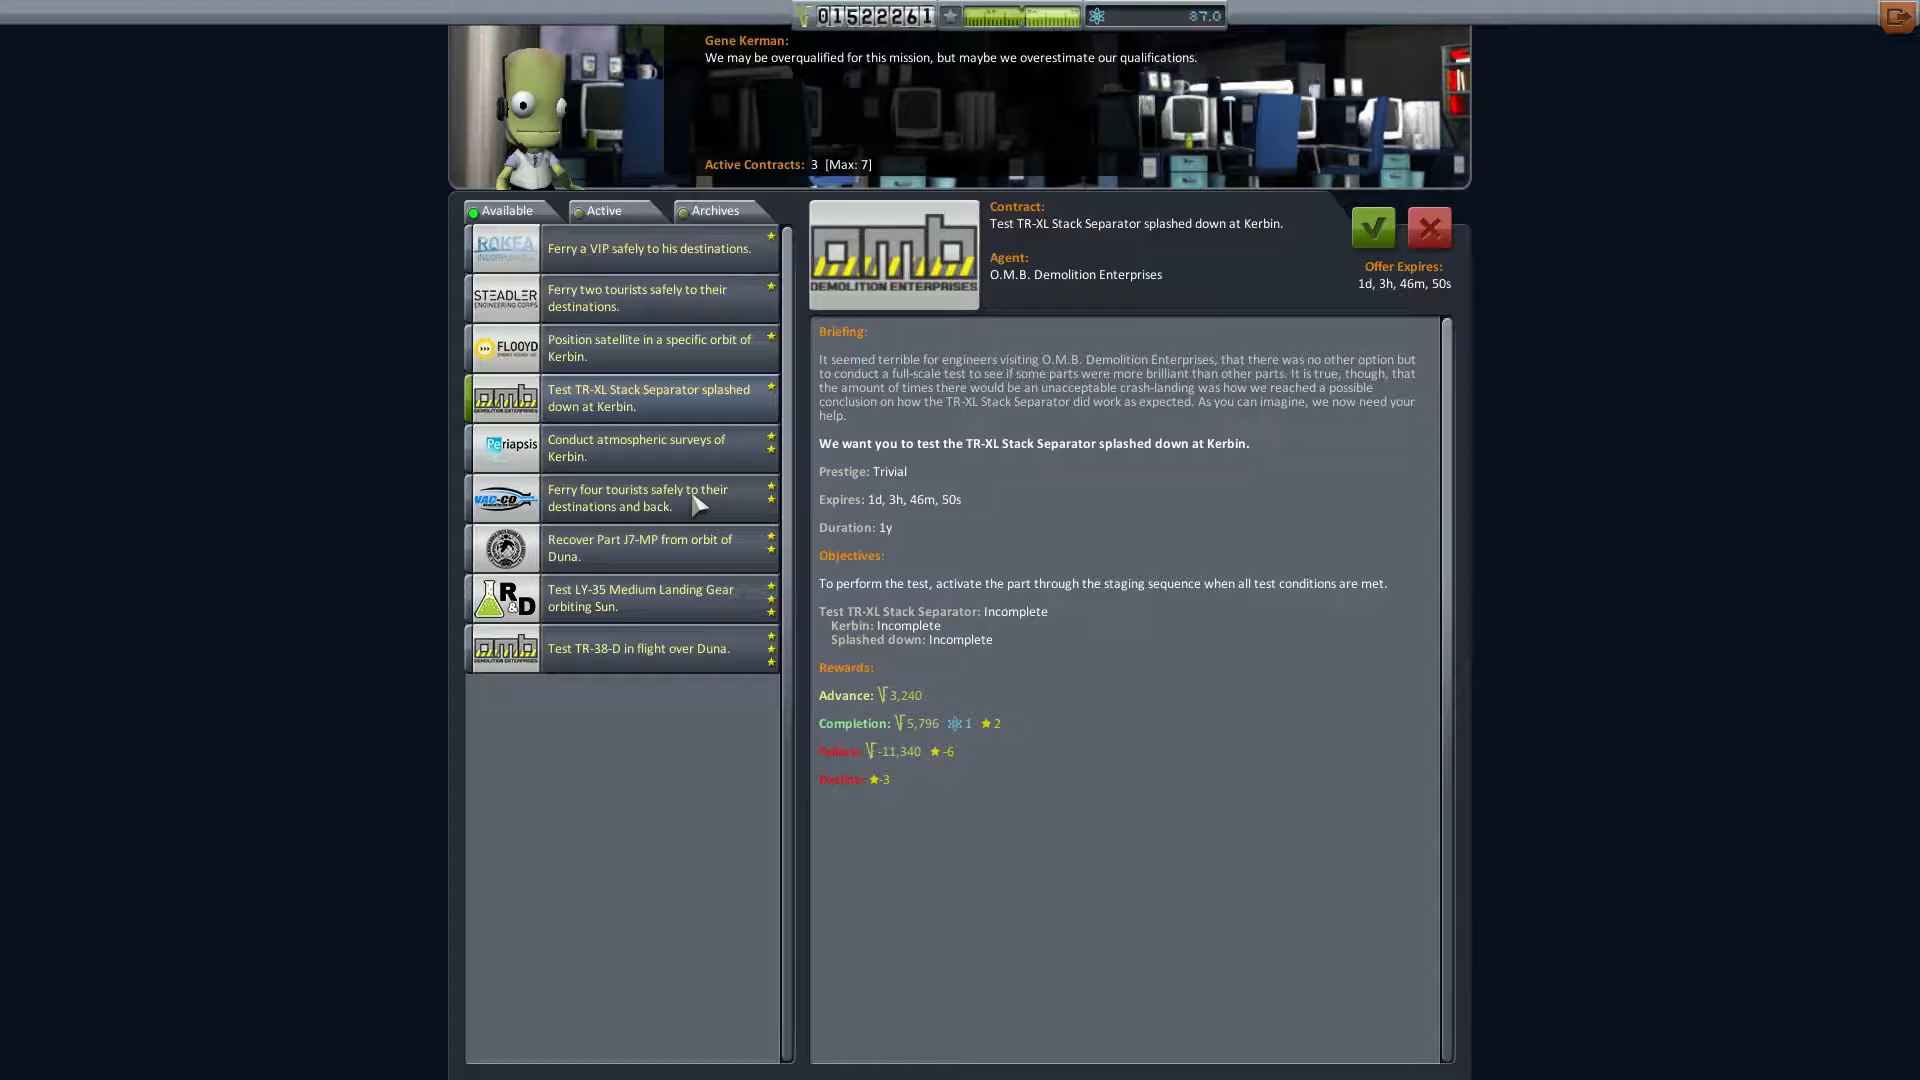 01522261
87.0
Gene Kerman:
We may be overqualified for this mission, but maybe we overestimate our qualifications.
Active Contracts: 3 [Max: 7]
Available
Active
Archives
ROKEA
Ferry a VIP safely to his destinations.
STEADLER
ENGINEERING CORPS
Ferry two tourists safely to their
destinations.
FLOOYD
Position satellite in a specific orbit of
Kerbin.
omb
DEMOLITION ENTERPRISES
Test TR-XL Stack Separator splashed
down at Kerbin.
Periapsis
Conduct atmospheric surveys of
Kerbin.
VAC-CO
Ferry four tourists safely to their
destinations and back.
Recover Part J7-MP from orbit of
Duna.
R&D
Test LY-35 Medium Landing Gear
orbiting Sun.
omb
DEMOLITION ENTERPRISES
Test TR-38-D in flight over Duna.
omb
DEMOLITION ENTERPRISES
Contract:
Test TR-XL Stack Separator splashed down at Kerbin.
Agent:
O.M.B. Demolition Enterprises
Offer Expires:
1d, 3h, 46m, 50s
Briefing:
It seemed terrible for engineers visiting O.M.B. Demolition Enterprises, that there was no other option but
to conduct a full-scale test to see if some parts were more brilliant than other parts. It is true, though, that
the amount of times there would be an unacceptable crash-landing was how we reached a possible
conclusion on how the TR-XL Stack Separator did work as expected. As you can imagine, we now need your
help.
We want you to test the TR-XL Stack Separator splashed down at Kerbin.
Prestige: Trivial
Expires: 1d, 3h, 46m, 50s
Duration: 1y
Objectives:
To perform the test, activate the part through the staging sequence when all test conditions are met.
Test TR-XL Stack Separator: Incomplete
Kerbin: Incomplete
Splashed down: Incomplete
Rewards:
Advance: 3,240
Completion: 5,796 1 2
Failure: -11,340 -6
Decline: -3